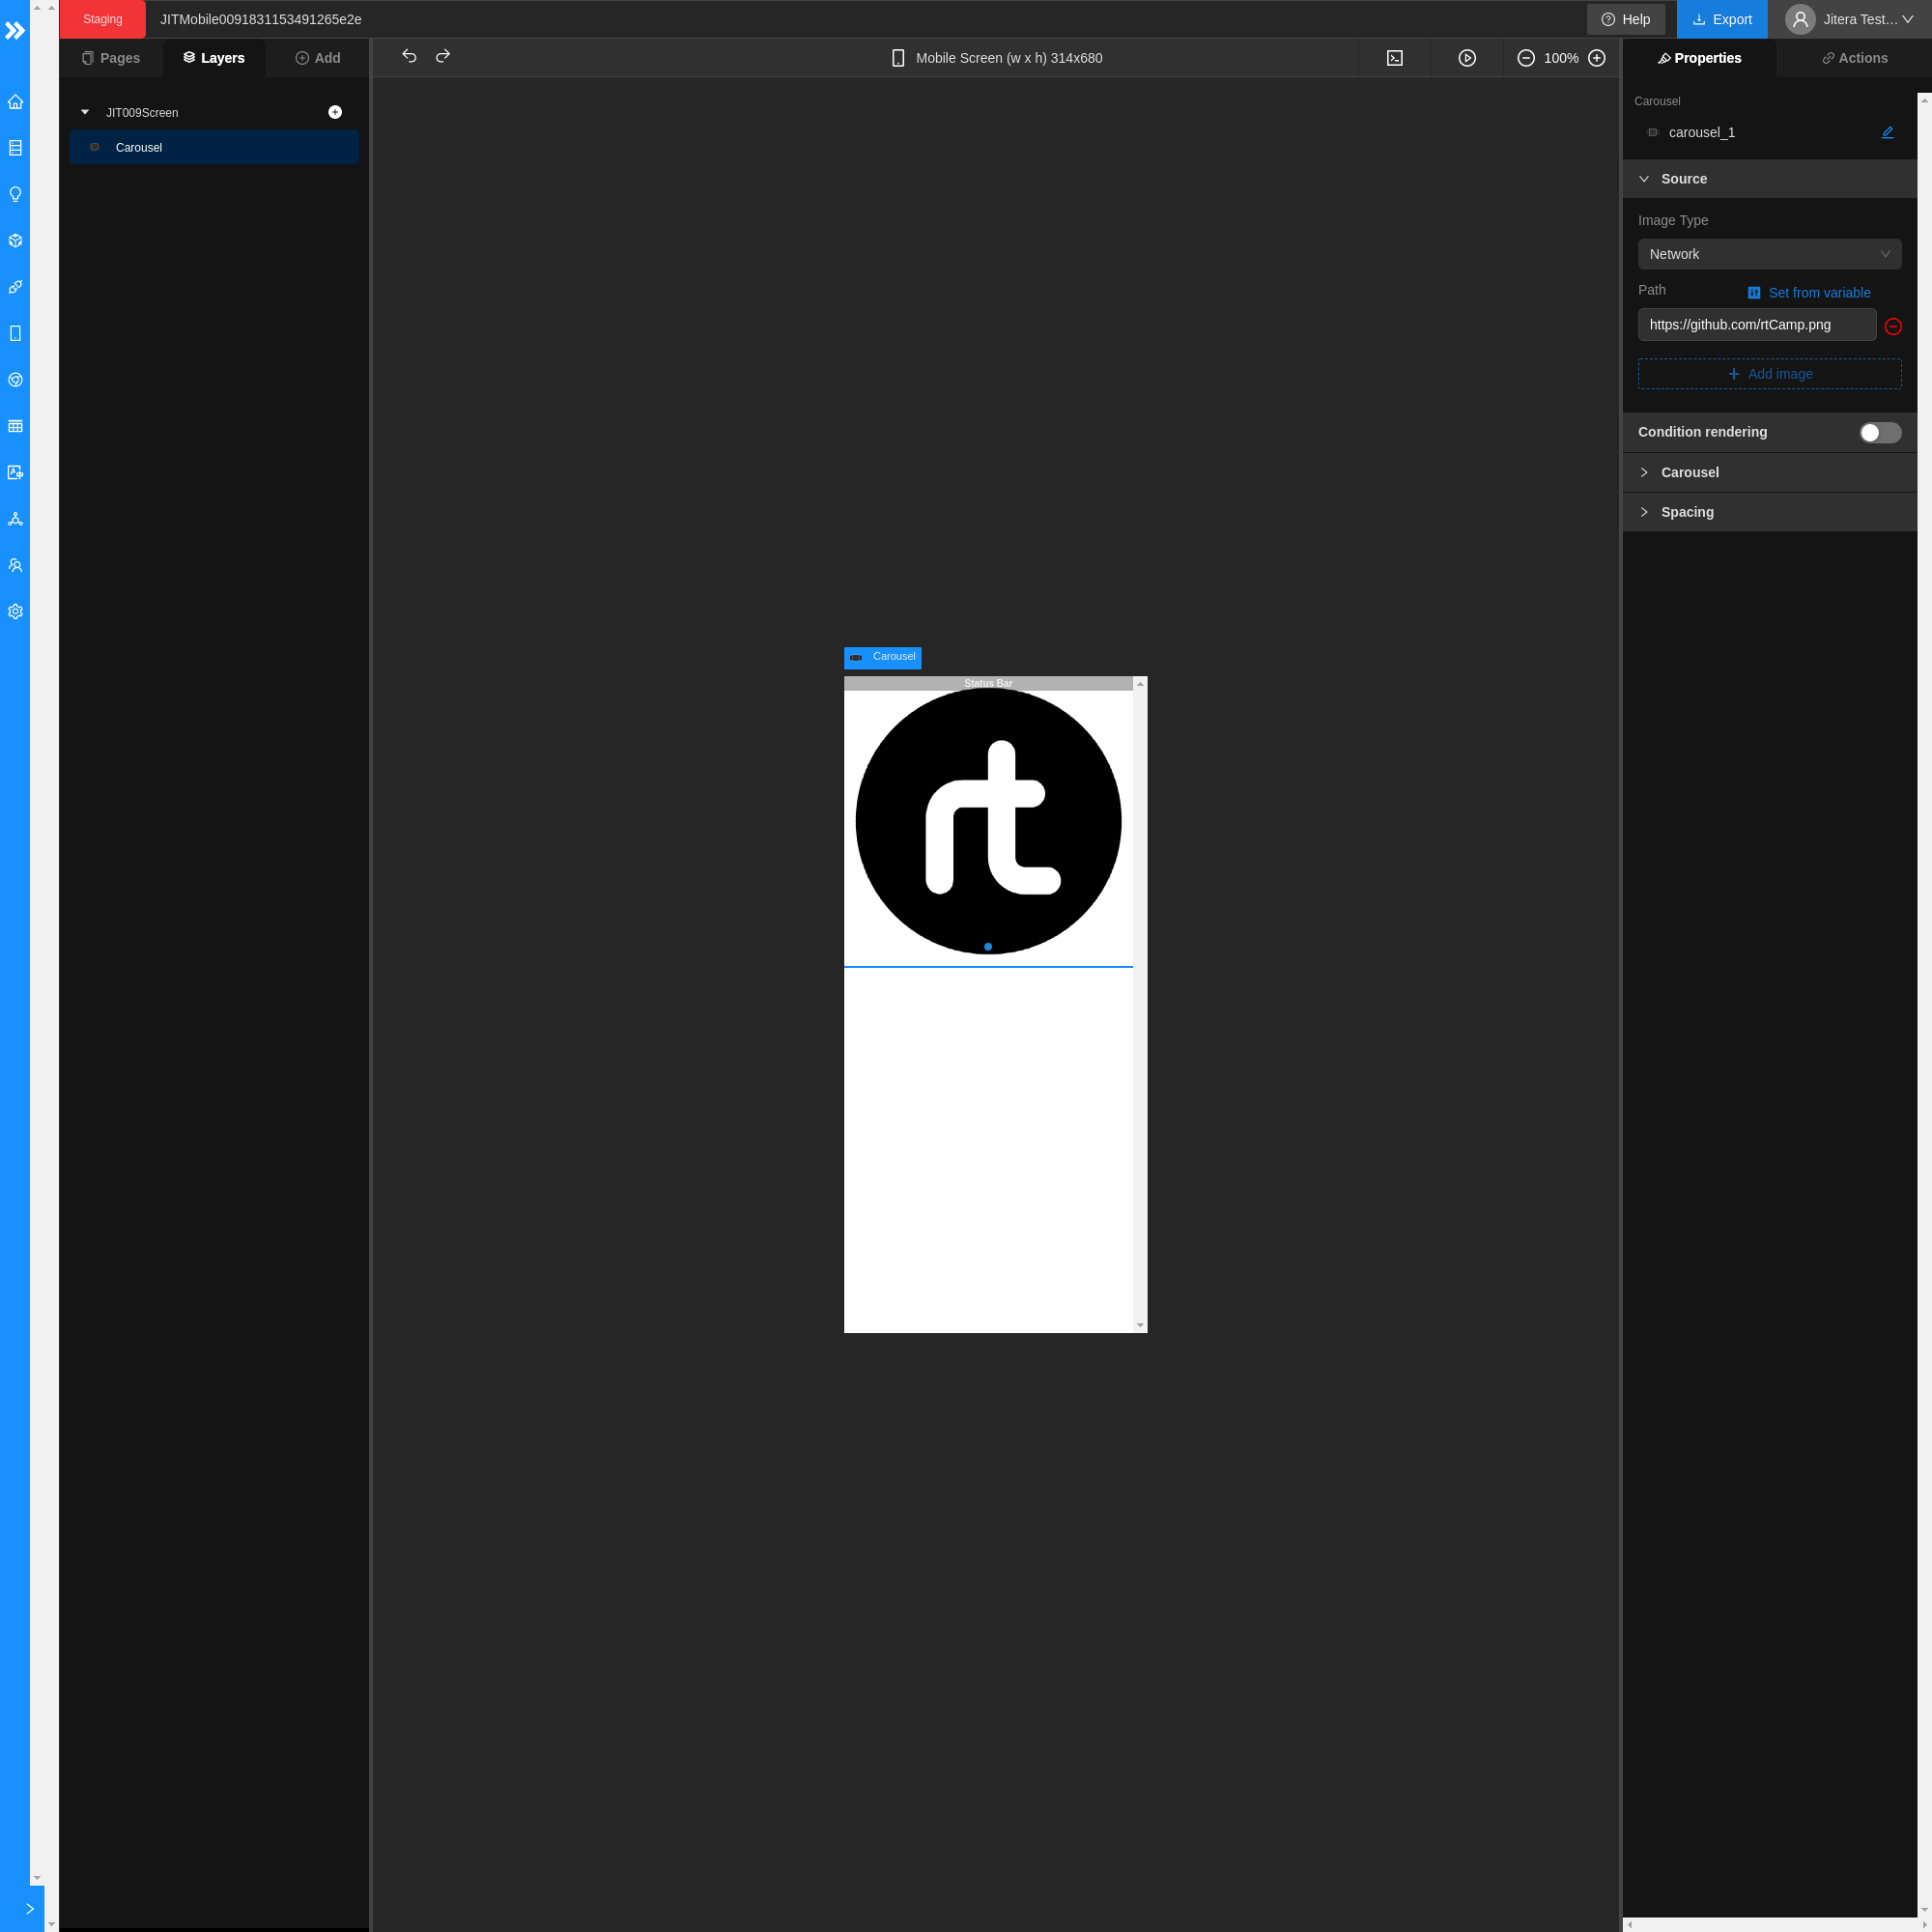 Staging
JITMobile0091831153491265e2e
Help
Export
Jitera Test...
Pages
Layers
Add
Mobile Screen (w x h) 314x680
100%
Properties
Actions
JIT009Screen
Carousel
Carousel
carousel_1
Source
Image Type
Network
Path
Set from variable
https://github.com/rtCamp.png
Add image
Condition rendering
Carousel
Spacing
Carousel
Status Bar
rt